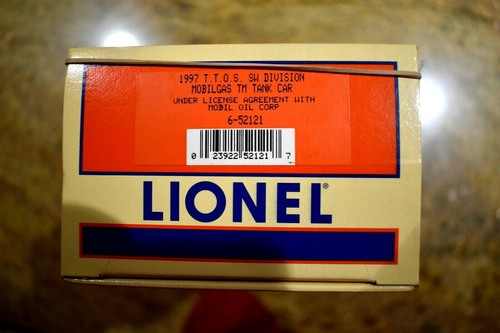 1997 T.T.O.S. SW DIVISION
MOBILGAS TM TANK CAR
UNDER LICENSE AGREEMENT WITH
MOBIL OIL CORP
6-52121
0 23922 52121 7
LIONEL®